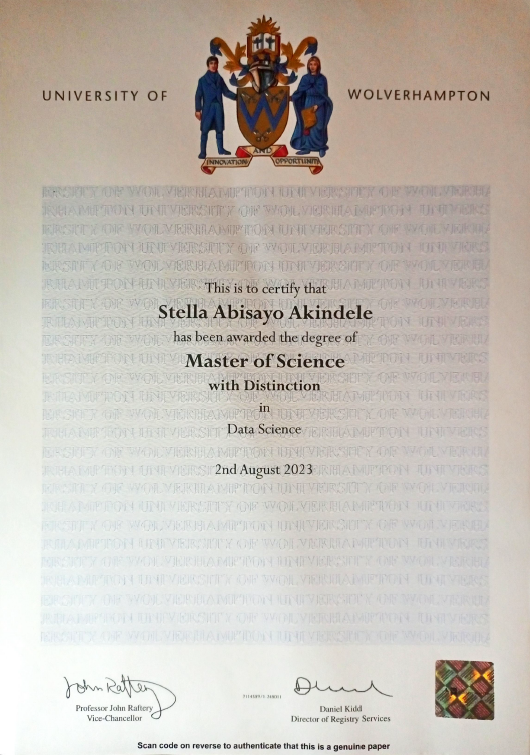 UNIVERSITY OF WOLVERHAMPTON
INNOVATION AND OPPORTUNITY
This is to certify that
Stella Abisayo Akindele
has been awarded the degree of
Master of Science
with Distinction
in
Data Science
2nd August 2023
John Raftery
Professor John Raftery
Vice-Chancellor
Daniel Kidd
Director of Registry Services
Scan code on reverse to authenticate that this is a genuine paper